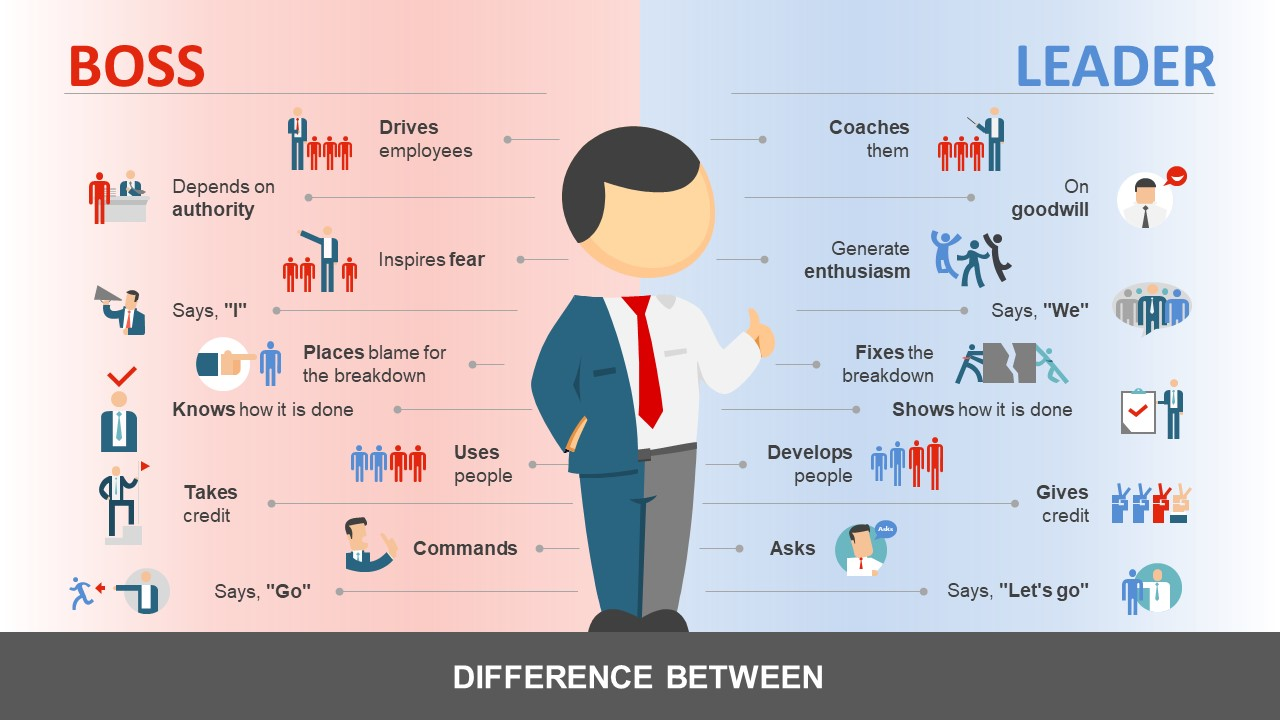 BOSS
LEADER
Drives
employees
Coaches
them
Depends on
authority
On
goodwill
Inspires fear
Generate
enthusiasm
Says, "I"
Says, "We"
Places blame for
the breakdown
Fixes the
breakdown
Knows how it is done
Shows how it is done
Uses
people
Develops
people
Takes
credit
Gives
credit
Commands
Asks
Asks
Says, "Go"
Says, "Let's go"
DIFFERENCE BETWEEN